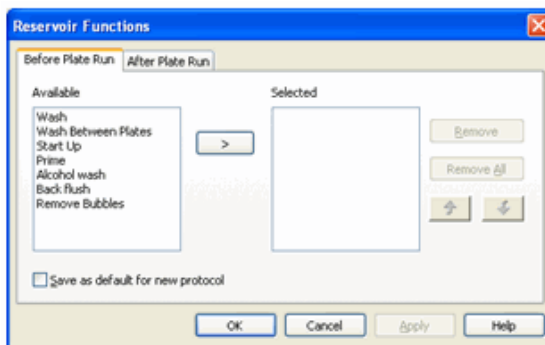 Reservoir Functions
Before Plate Run
After Plate Run
Available
Selected
Wash
Wash Between Plates
Start Up
Prime
Alcohol wash
Back flush
Remove Bubbles
>
Remove
Remove All
Save as default for new protocol
OK
Cancel
Apply
Help